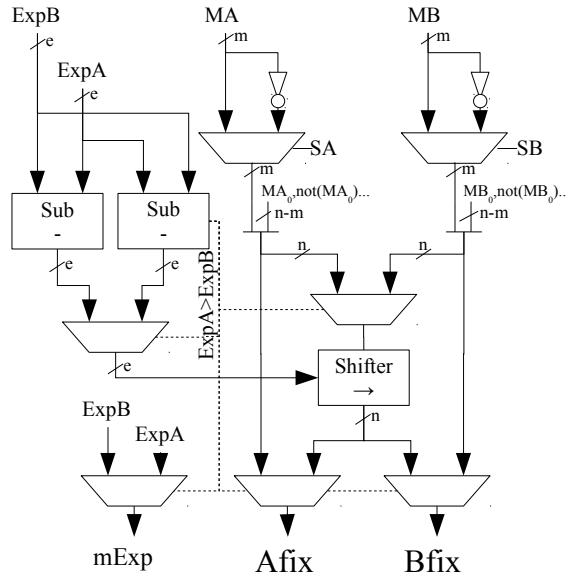 ExpB
MA
MB
e
m
m
ExpA
e
SA
SB
m
m
MA0,not(MA0)...
MB0,not(MB0)...
n-m
n-m
Sub
-
Sub
-
n
n
e
e
ExpA>ExpB
Shifter
→
e
n
ExpB
ExpA
mExp
Afix
Bfix